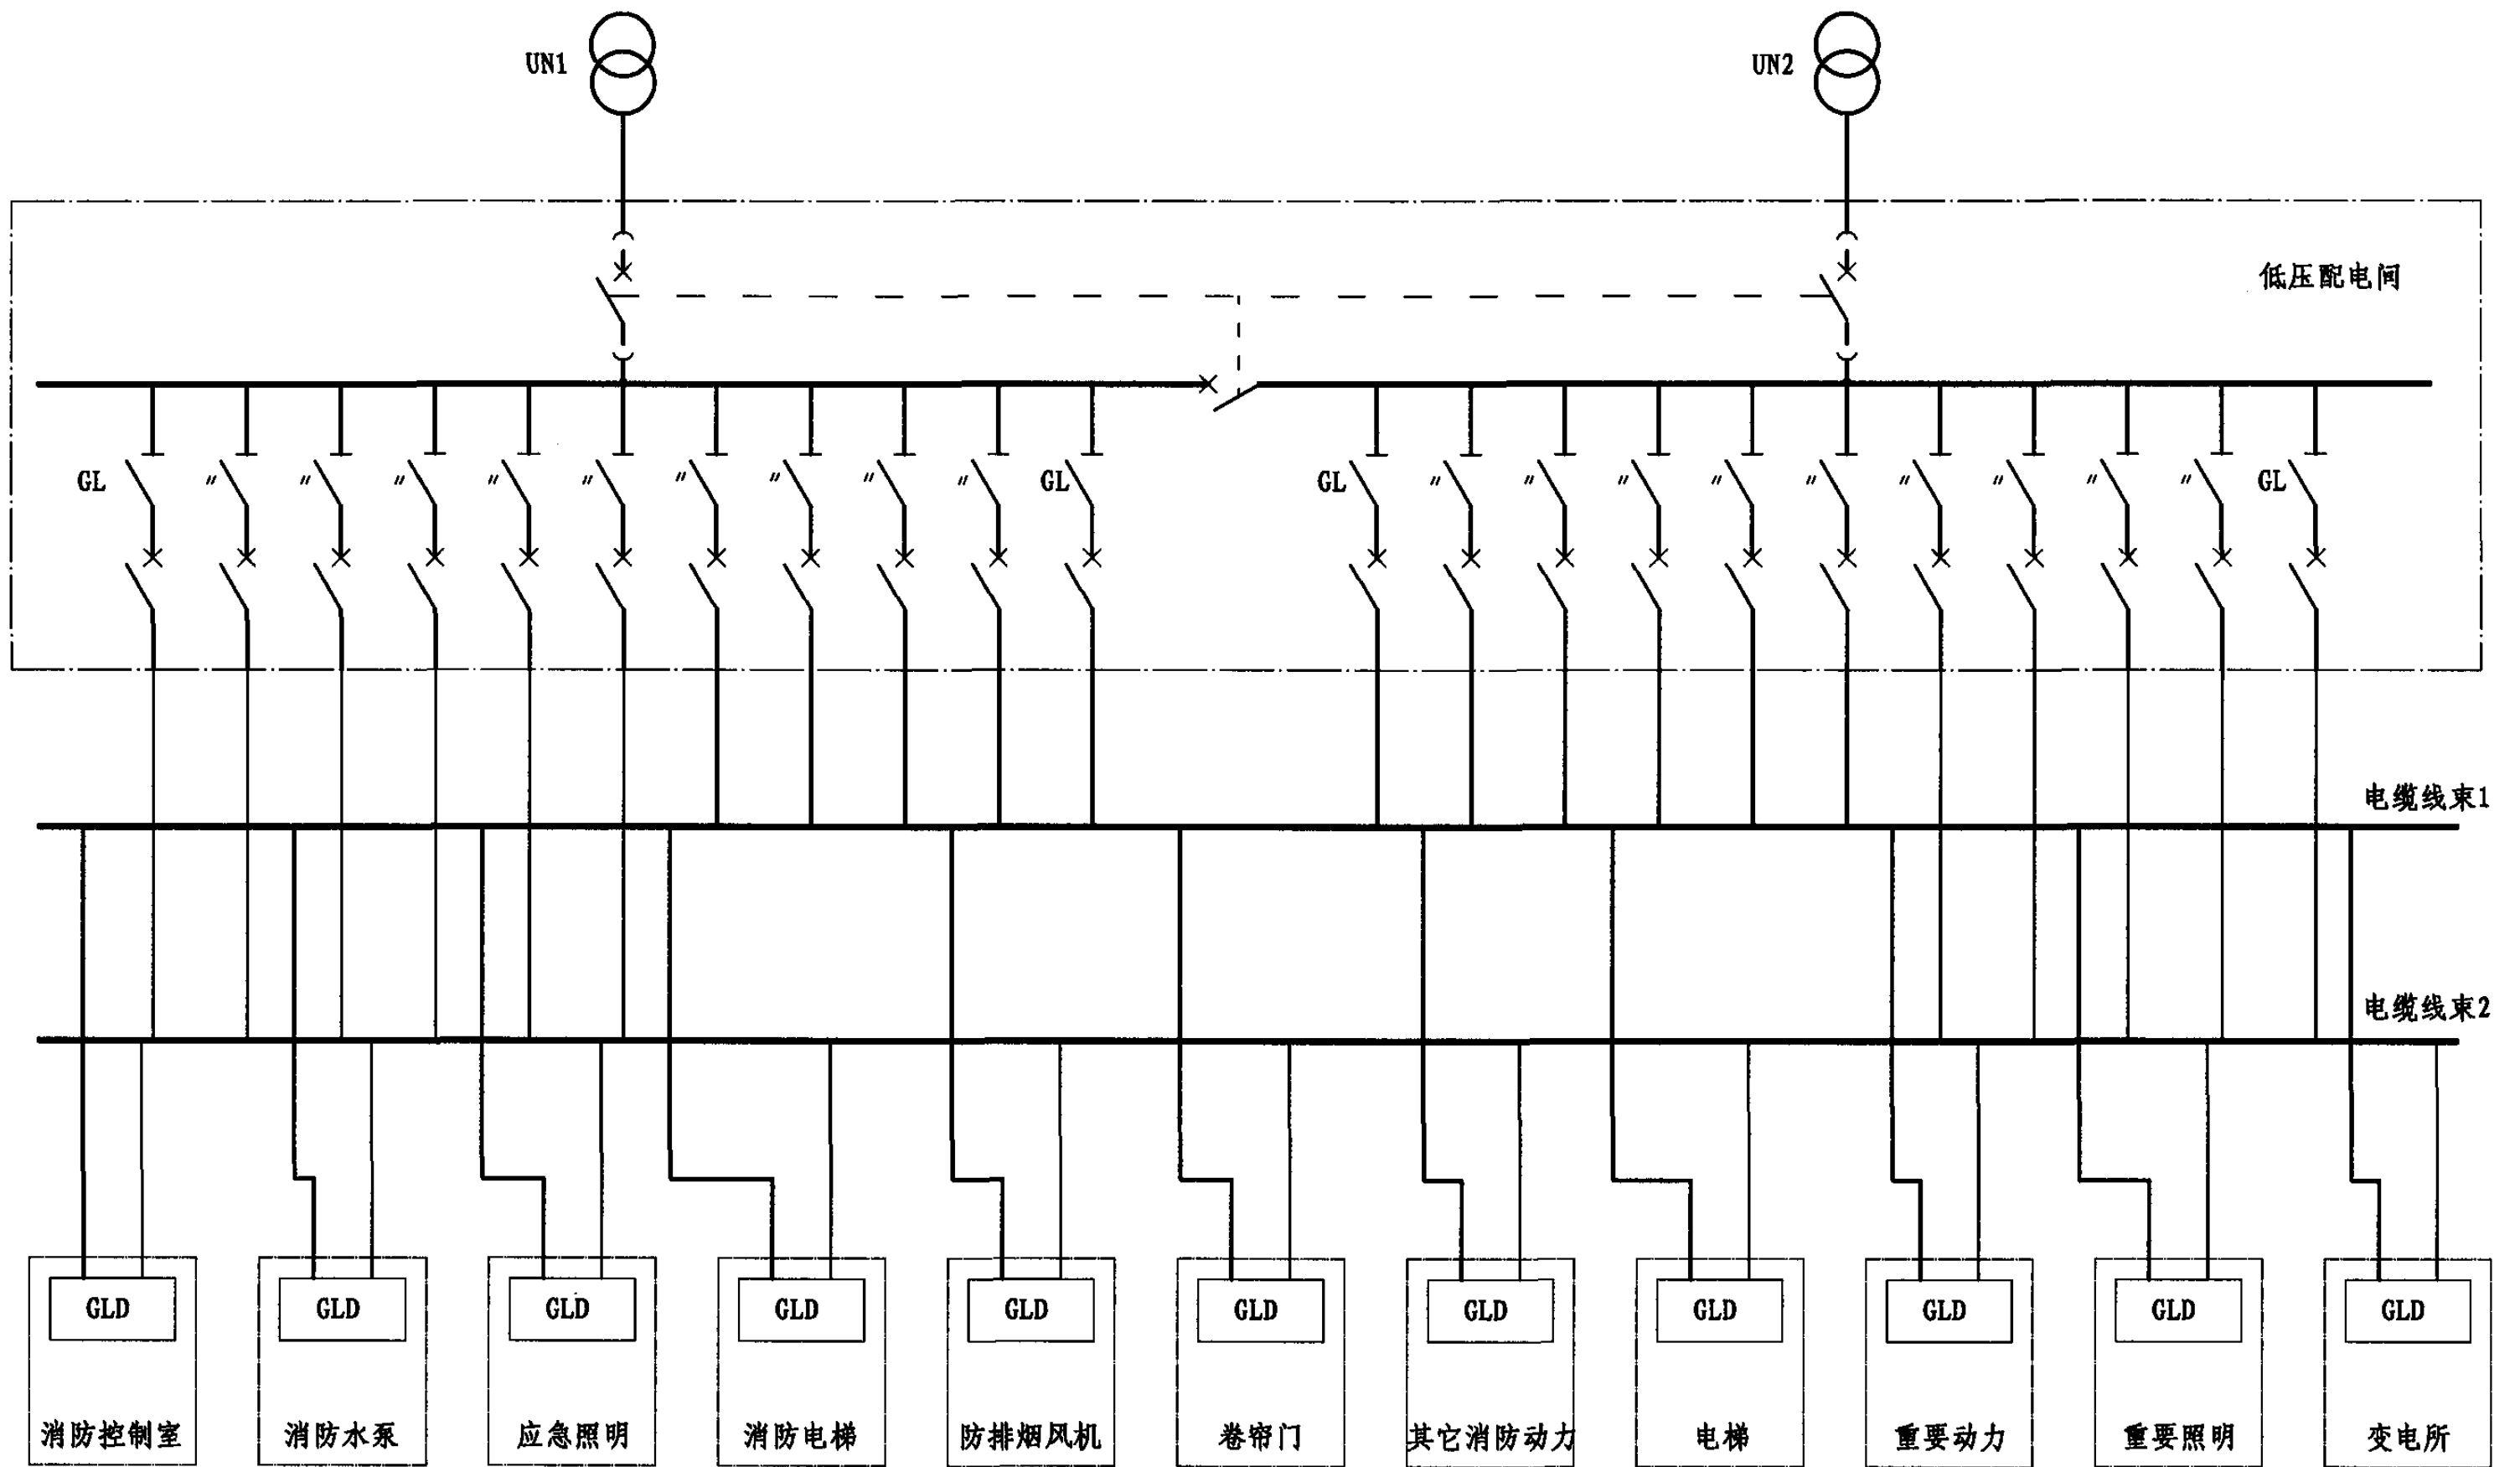 UN1
UN2
低压配电间
GL 〃 〃 〃 〃 〃 〃 〃 〃 〃 GL GL 〃 〃 〃 〃 〃 〃 〃 〃 〃 GL
电缆线束1
电缆线束2
GLD GLD GLD GLD GLD GLD GLD GLD GLD GLD GLD
消防控制室 消防水泵 应急照明 消防电梯 防排烟风机 卷帘门 其它消防动力 电梯 重要动力 重要照明 变电所